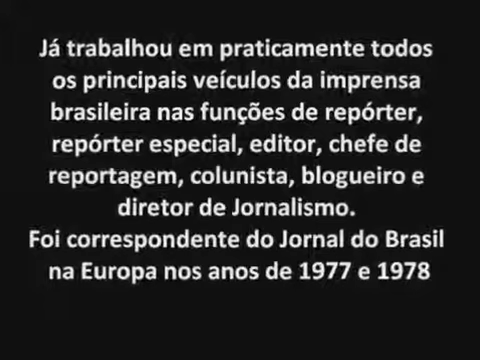 Já trabalhou em praticamente todos
os principais veículos da imprensa
brasileira nas funções de repórter,
repórter especial, editor, chefe de
reportagem, colunista, blogueiro e
diretor de Jornalismo.
Foi correspondente do Jornal do Brasil
na Europa nos anos de 1977 e 1978